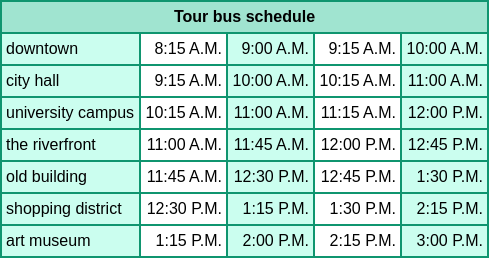 Tour bus schedule
downtown 8:15 A.M. 9:00 A.M. 9:15 A.M. 10:00 A.M.
city hall 9:15 A.M. 10:00 A.M. 10:15 A.M. 11:00 A.M.
university campus 10:15 A.M. 11:00 A.M. 11:15 A.M. 12:00 P.M.
the riverfront 11:00 A.M. 11:45 A.M. 12:00 P.M. 12:45 P.M.
old building 11:45 A.M. 12:30 P.M. 12:45 P.M. 1:30 P.M.
shopping district 12:30 P.M. 1:15 P.M. 1:30 P.M. 2:15 P.M.
art museum 1:15 P.M. 2:00 P.M. 2:15 P.M. 3:00 P.M.